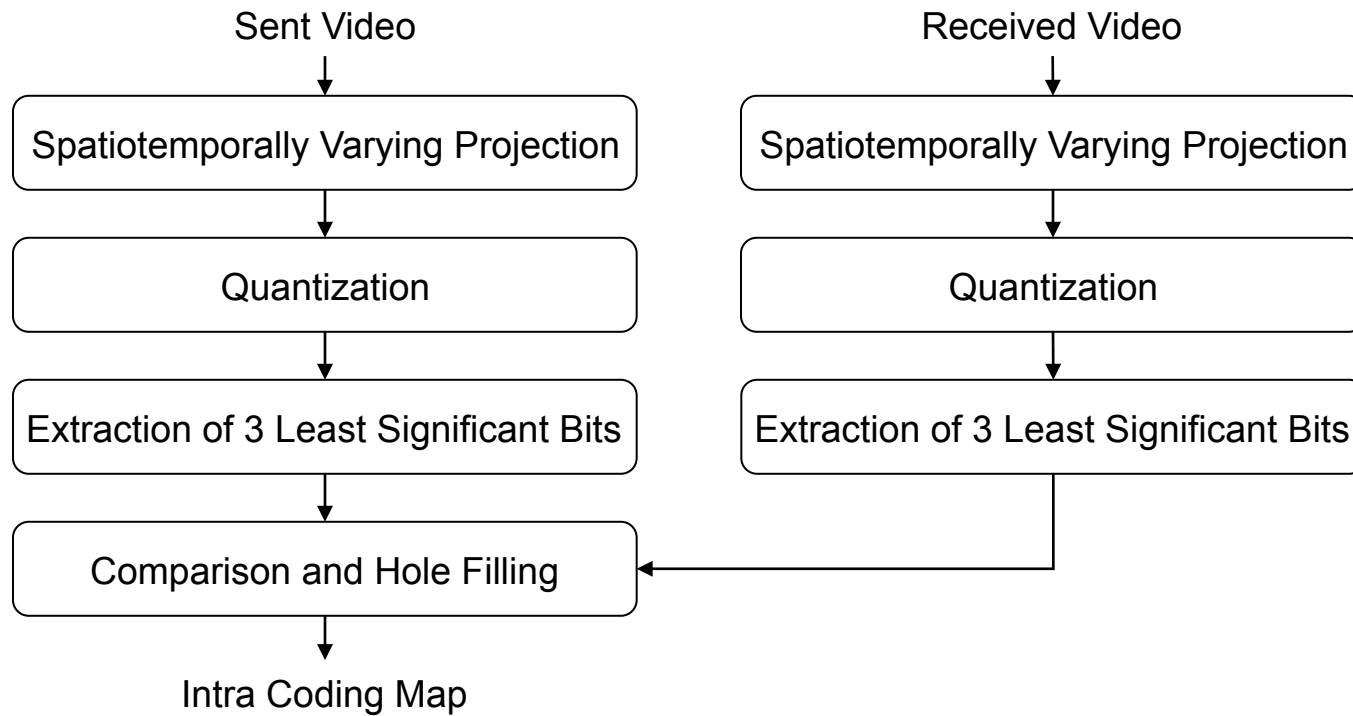 Sent Video
Received Video
Spatiotemporally Varying Projection
Spatiotemporally Varying Projection
Quantization
Quantization
Extraction of 3 Least Significant Bits
Extraction of 3 Least Significant Bits
Comparison and Hole Filling
Intra Coding Map